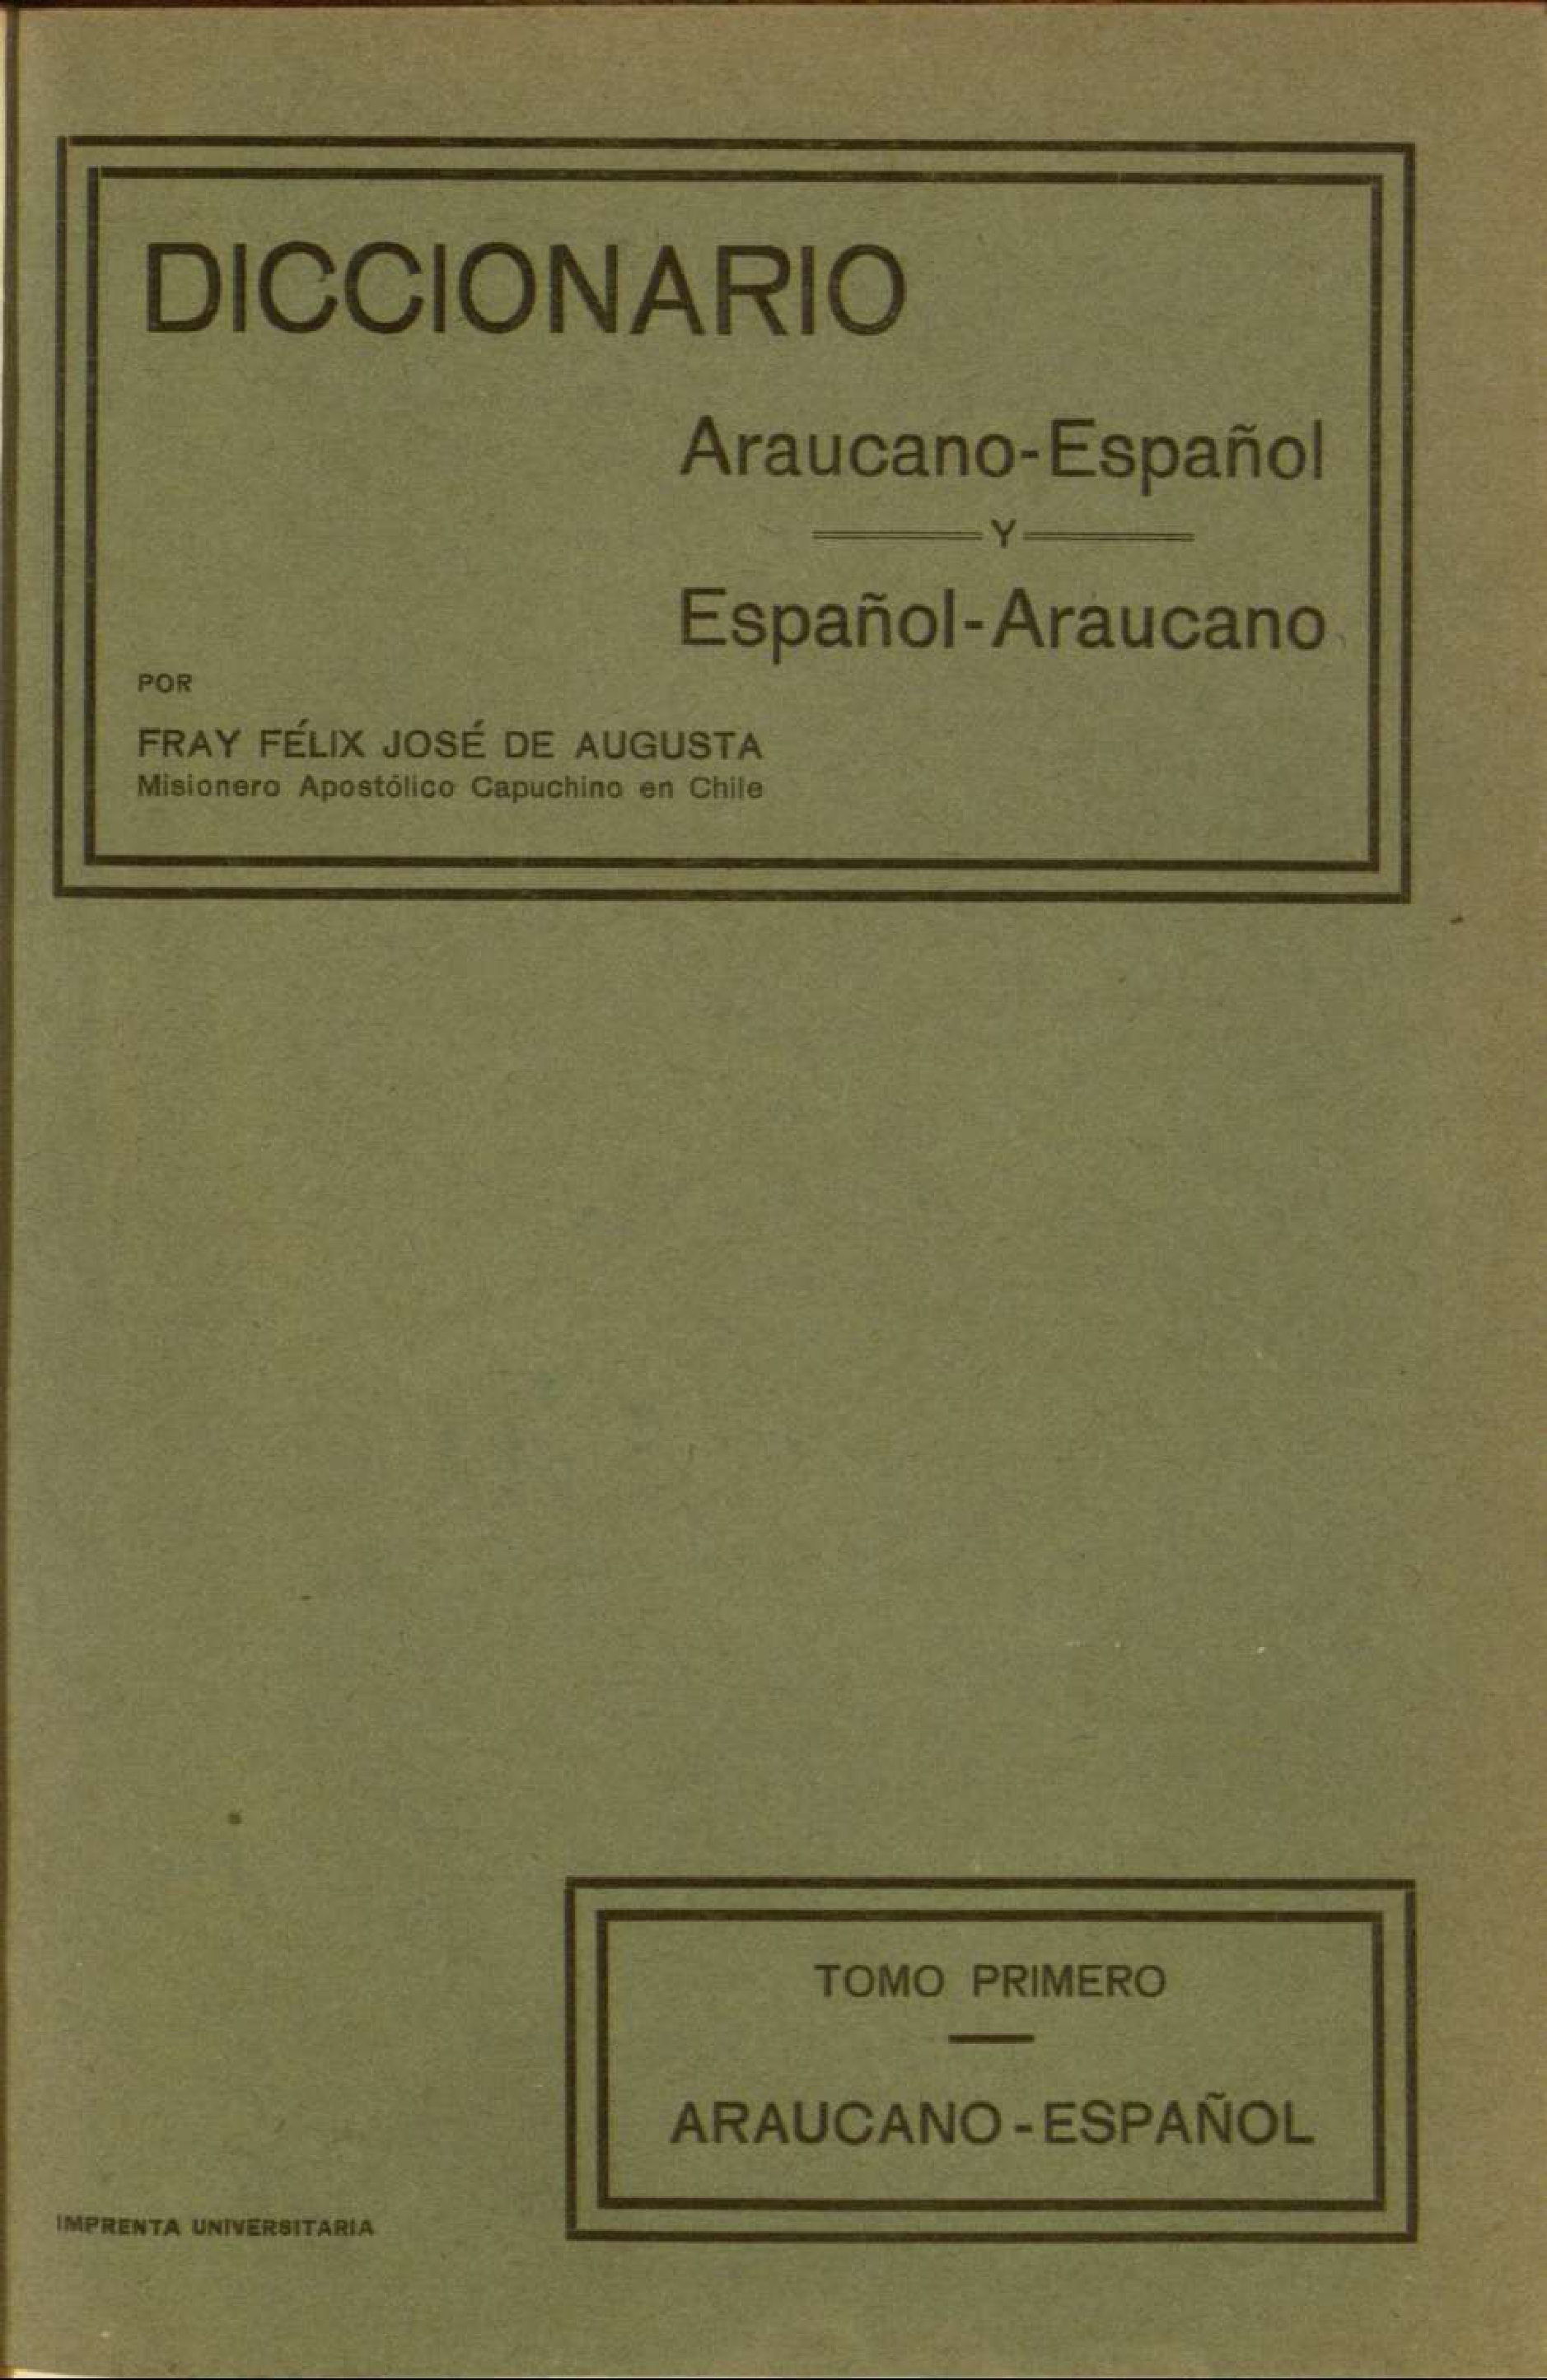 DICCIONARIO
Araucano-Español
Y
Español-Araucano
POR
FRAY FÉLIX JOSÉ DE AUGUSTA
Misionero Apostólico Capuchino en Chile
TOMO PRIMERO
ARAUCANO-ESPAÑOL
IMPRENTA UNIVERSITARIA